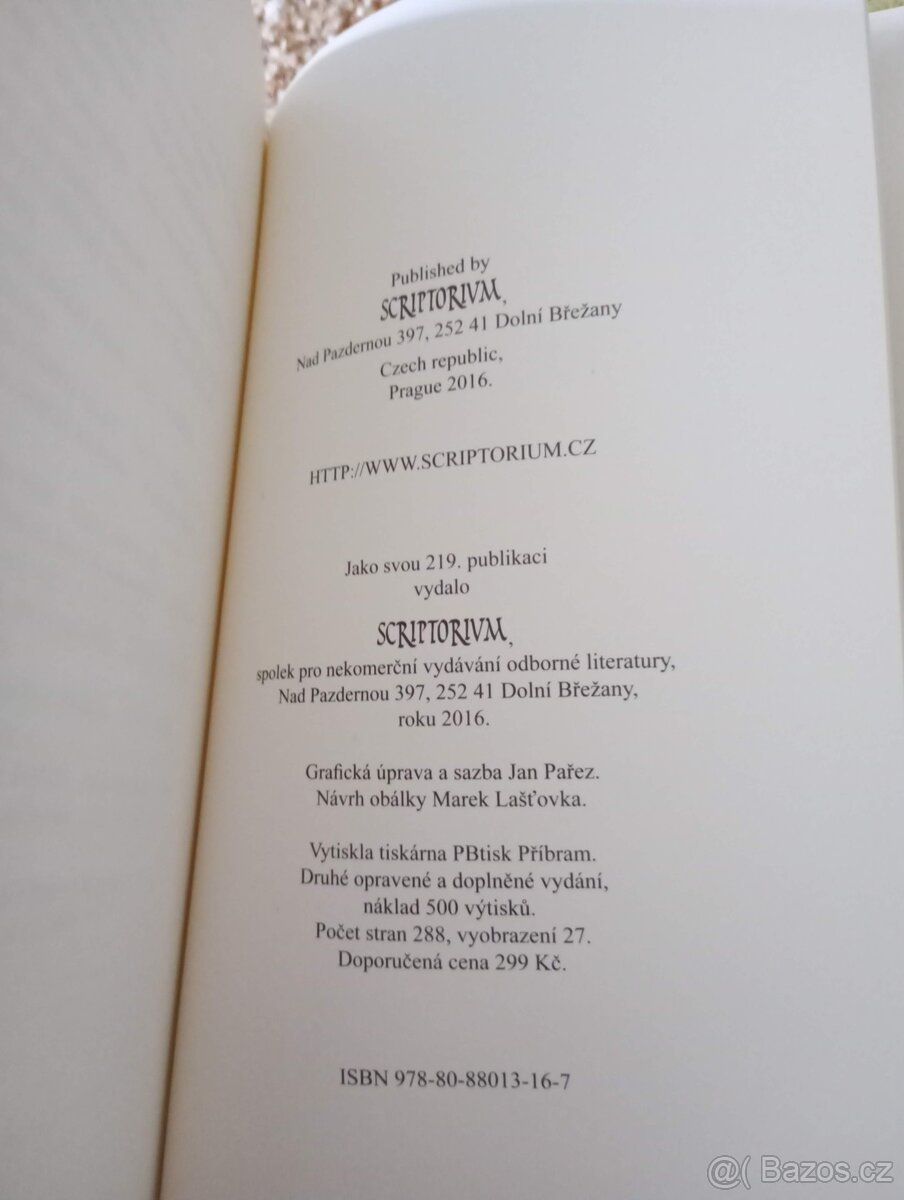 Published by
SCRIPTORIVM,
Nad Pazdernou 397, 252 41 Dolní Břežany
Czech republic,
Prague 2016.
HTTP://WWW.SCRIPTORIUM.CZ
Jako svou 219. publikaci
vydalo
SCRIPTORIVM,
spolek pro nekomerční vydávání odborné literatury,
Nad Pazdernou 397, 252 41 Dolní Břežany,
roku 2016.
Grafická úprava a sazba Jan Pařez.
Návrh obálky Marek Lašťovka.
Vytiskla tiskárna PBtisk Příbram.
Druhé opravené a doplněné vydání,
náklad 500 výtisků.
Počet stran 288, vyobrazení 27.
Doporučená cena 299 Kč.
ISBN 978-80-88013-16-7
@( Bazos.cz